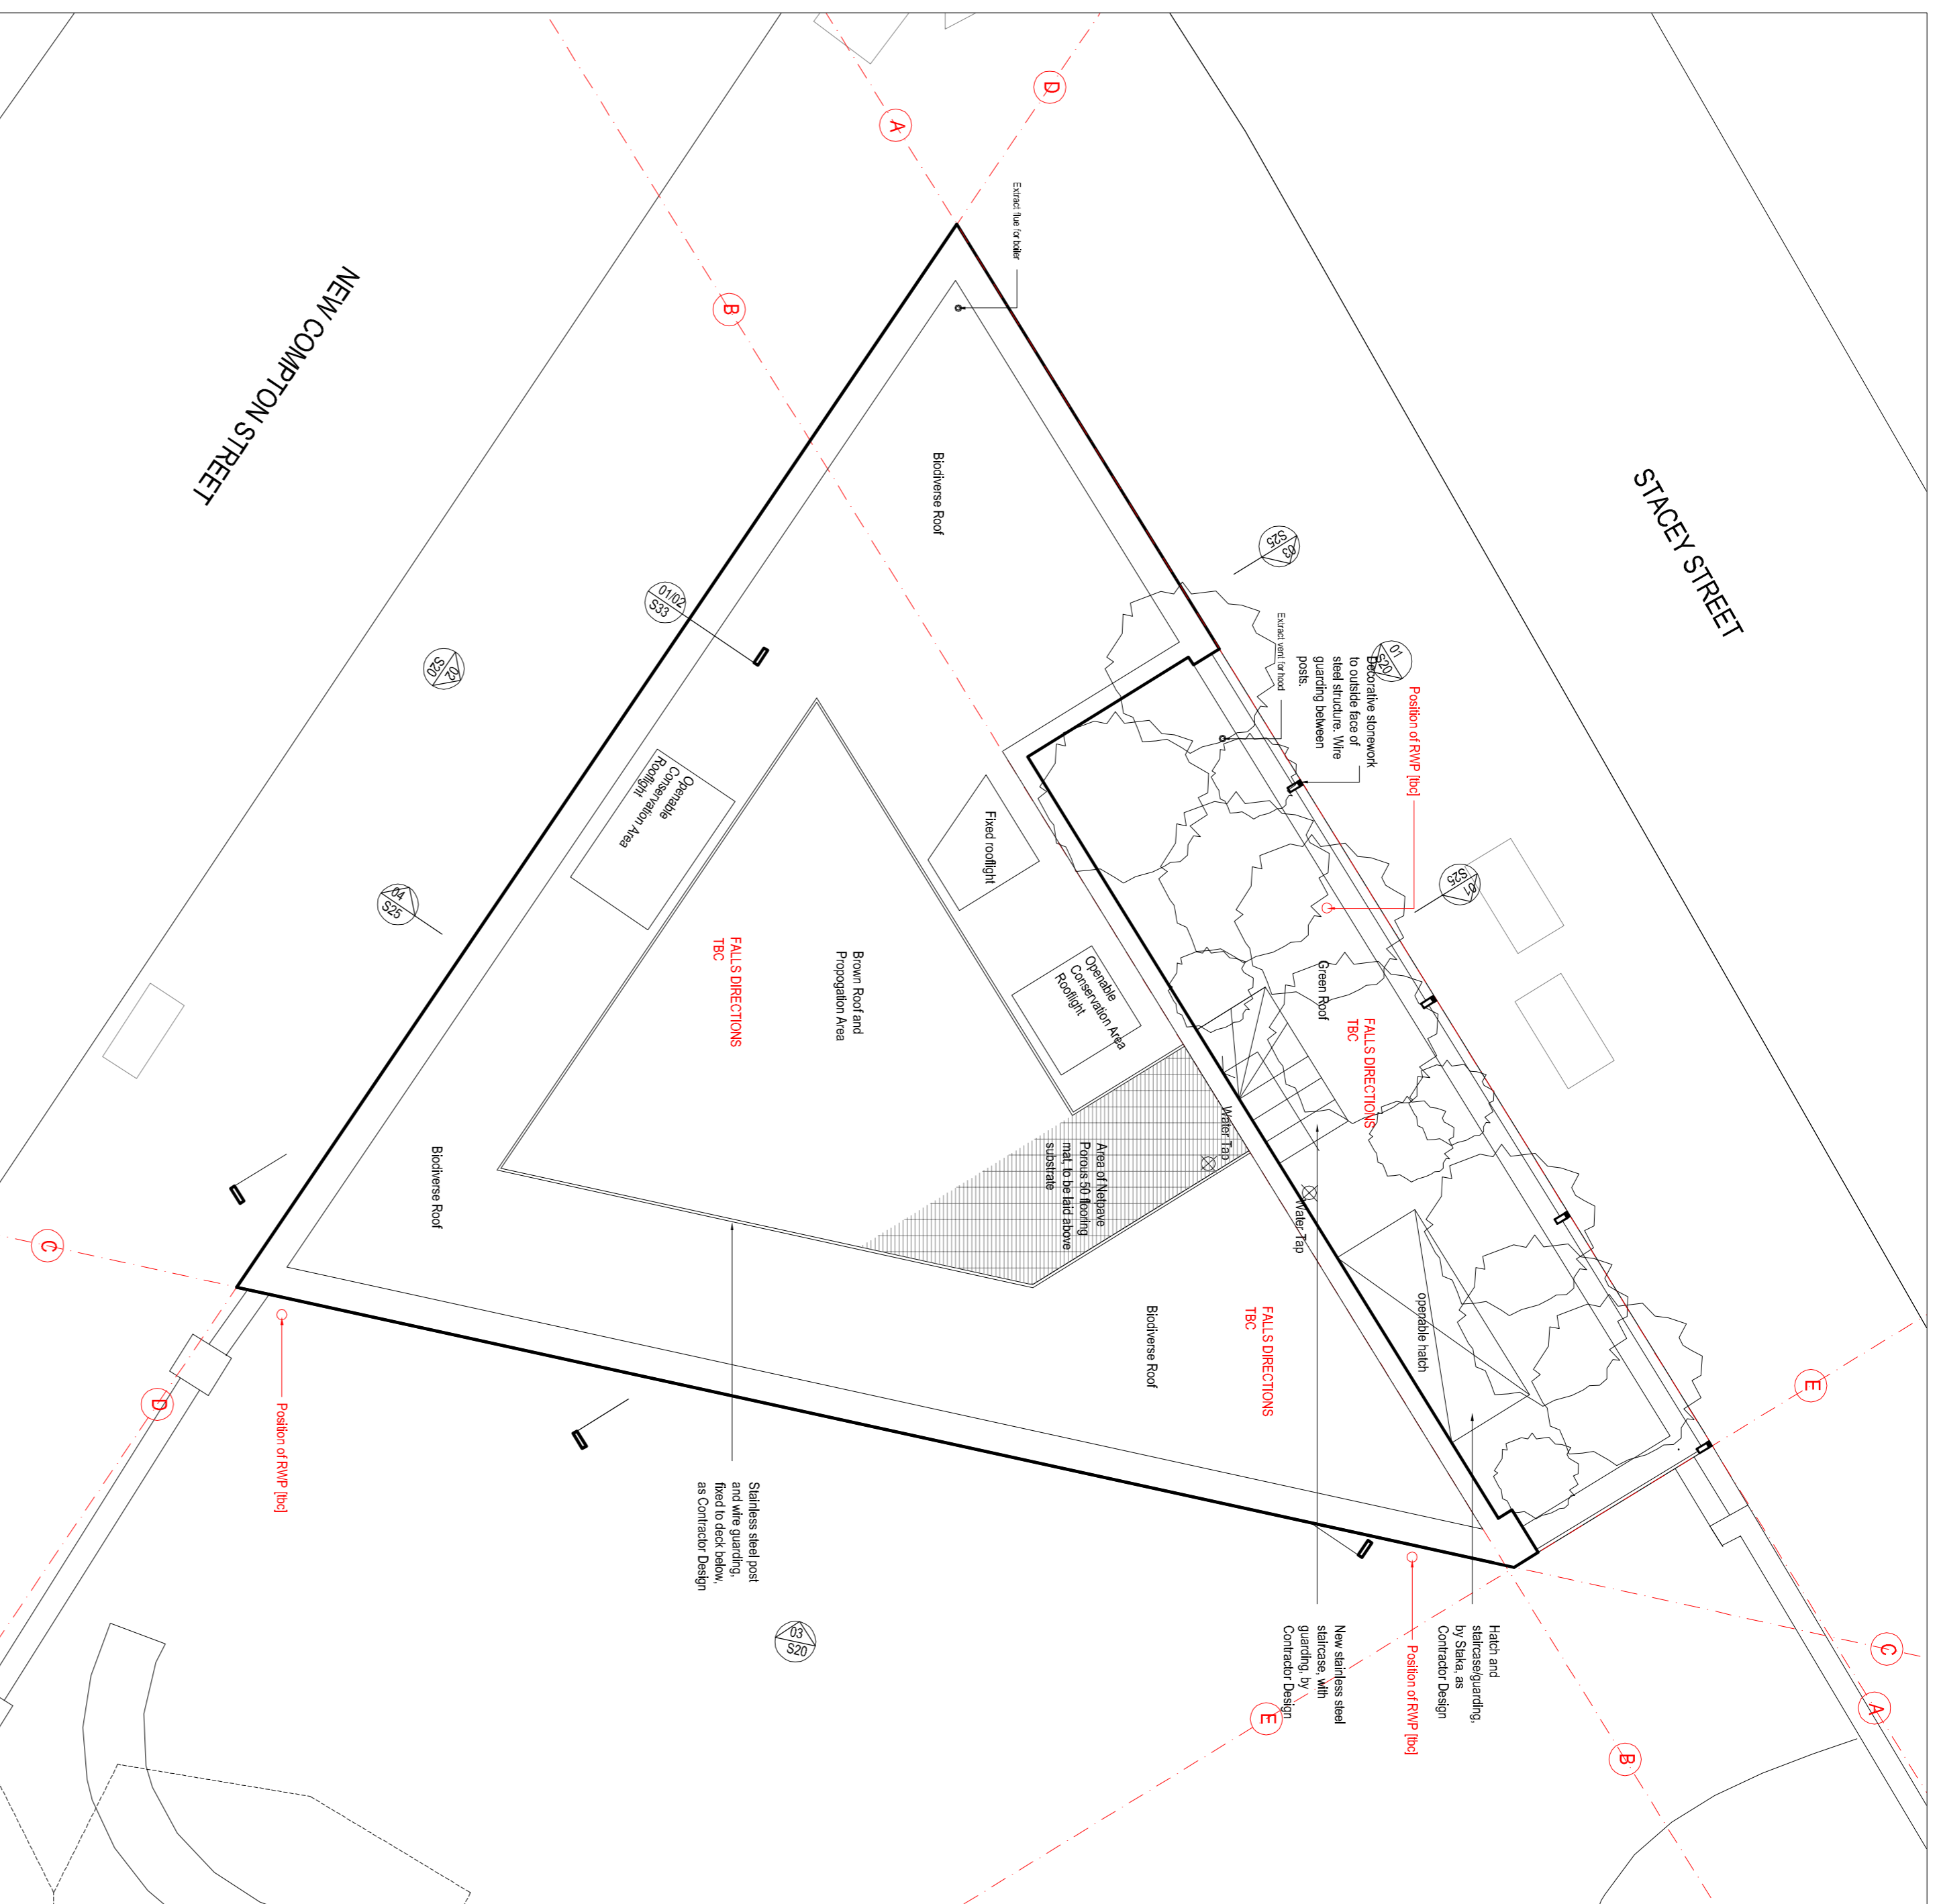 STACEY STREET
NEW COMPTON STREET
D
A
B
Extract flue for boiler
Biodiverse Roof
03
S25
01/02
S33
02
S20
04
S25
01
S20
Decorative stonework
to outside face of
steel structure. Wire
guarding between
posts.
Extract vent for hood
Position of RWP [tbc]
01
S25
Openable
Conservation Area
Rooflight
Fixed rooflight
Openable
Conservation Area
Rooflight
Green Roof
FALLS DIRECTIONS
TBC
FALLS DIRECTIONS
TBC
Brown Roof and
Propogation Area
Water Tap
Area of Netpave
Porous 50 flooring
mat, to be laid above
substrate
Water Tap
Biodiverse Roof
openable hatch
FALLS DIRECTIONS
TBC
Biodiverse Roof
E
C
D
Position of RWP [tbc]
Stainless steel post
and wire guarding,
fixed to deck below,
as Contractor Design
Hatch and
staircase/guarding,
by Staka, as
Contractor Design
New stainless steel
staircase, with
guarding, by
Contractor Design
Position of RWP [tbc]
03
S20
C
A
E
B